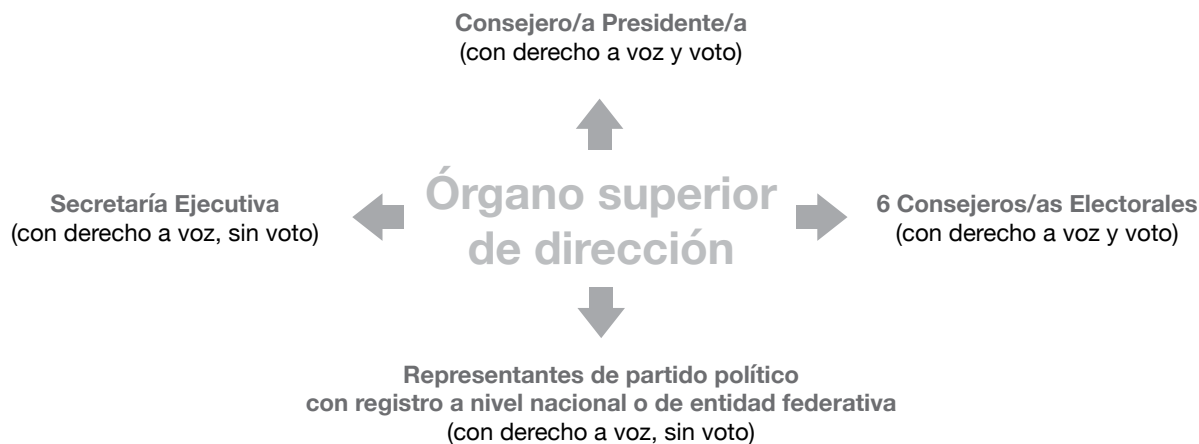 Consejero/a Presidente/a
(con derecho a voz y voto)
Secretaría Ejecutiva
(con derecho a voz, sin voto)
Órgano superior
de dirección
6 Consejeros/as Electorales
(con derecho a voz y voto)
Representantes de partido político
con registro a nivel nacional o de entidad federativa
(con derecho a voz, sin voto)